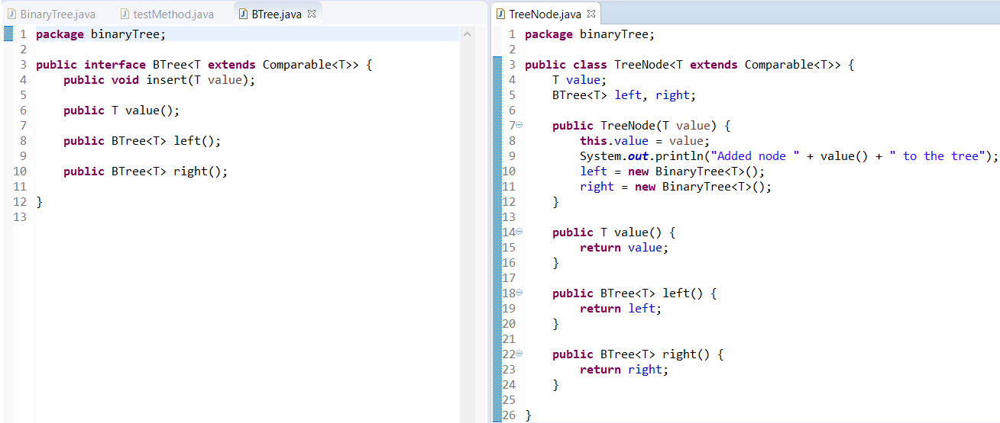 BinaryTree.java testMethod.java BTree.java
1 package binaryTree;
2
3 public interface BTree<T extends Comparable<T>> {
4     public void insert(T value);
5
6     public T value();
7
8     public BTree<T> left();
9
10     public BTree<T> right();
11
12 }
13
TreeNode.java
1 package binaryTree;
2
3 public class TreeNode<T extends Comparable<T>> {
4     T value;
5     BTree<T> left, right;
6
7     public TreeNode(T value) {
8         this.value = value;
9         System.out.println("Added node " + value() + " to the tree");
10         left = new BinaryTree<T>();
11         right = new BinaryTree<T>();
12     }
13
14     public T value() {
15         return value;
16     }
17
18     public BTree<T> left() {
19         return left;
20     }
21
22     public BTree<T> right() {
23         return right;
24     }
25
26 }